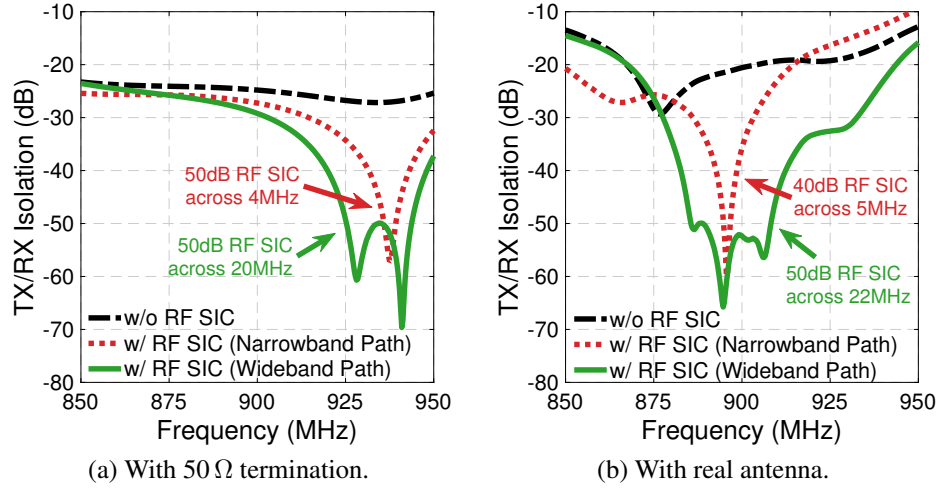 -10
-20
-30
-40
-50
-60
-70
-80
TX/RX Isolation (dB)
50dB RF SIC
across 4MHz
50dB RF SIC
across 20MHz
w/o RF SIC
w/ RF SIC (Narrowband Path)
w/ RF SIC (Wideband Path)
850 875 900 925 950
Frequency (MHz)
(a) With 50 Ω termination.
-10
-20
-30
-40
-50
-60
-70
-80
TX/RX Isolation (dB)
40dB RF SIC
across 5MHz
50dB RF SIC
across 22MHz
w/o RF SIC
w/ RF SIC (Narrowband Path)
w/ RF SIC (Wideband Path)
850 875 900 925 950
Frequency (MHz)
(b) With real antenna.